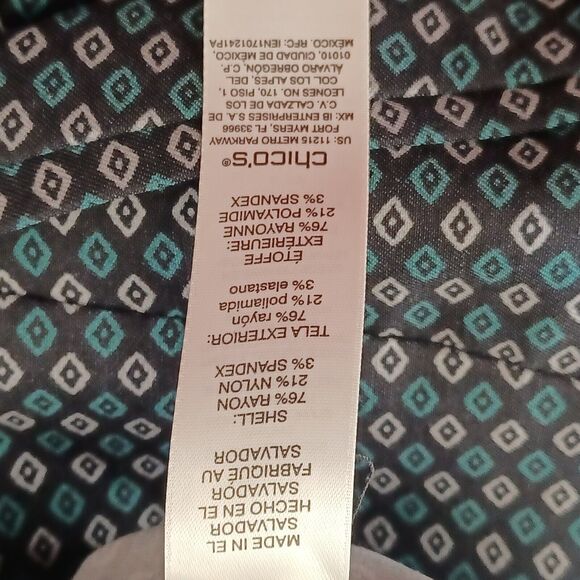 MADE IN EL
SALVADOR
HECHO EN EL
SALVADOR
FABRIQUÉ AU
SALVADOR
SHELL:
76% RAYON
21% NYLON
3% SPANDEX
TELA EXTERIOR:
76% rayón
21% poliamida
3% elastano
ÉTOFFE
EXTÉRIEURE:
76% RAYONNE
21% POLYAMIDE
3% SPANDEX
chico's®
US: 11215 METRO PARKWAY
FORT MYERS, FL 33966
MX: IB ENTERPRISES S.A. DE
C.V. CALZADA DE LOS
LEONES NO. 170, PISO 1,
COL. LOS ALPES, DEL.
ALVARO OBREGÓN, C.P.
01010, CIUDAD DE MÉXICO,
MÉXICO. RFC: IEN1701241PA